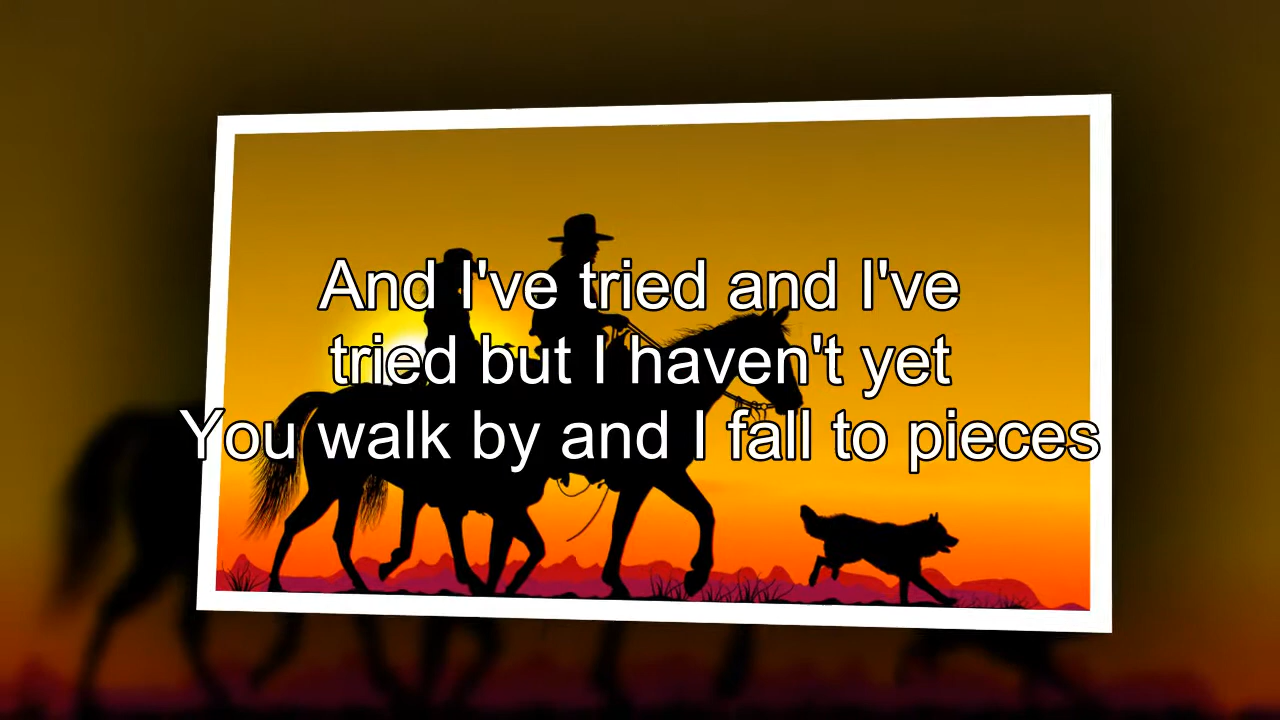 And I've tried and I've
tried but I haven't yet
You walk by and I fall to pieces